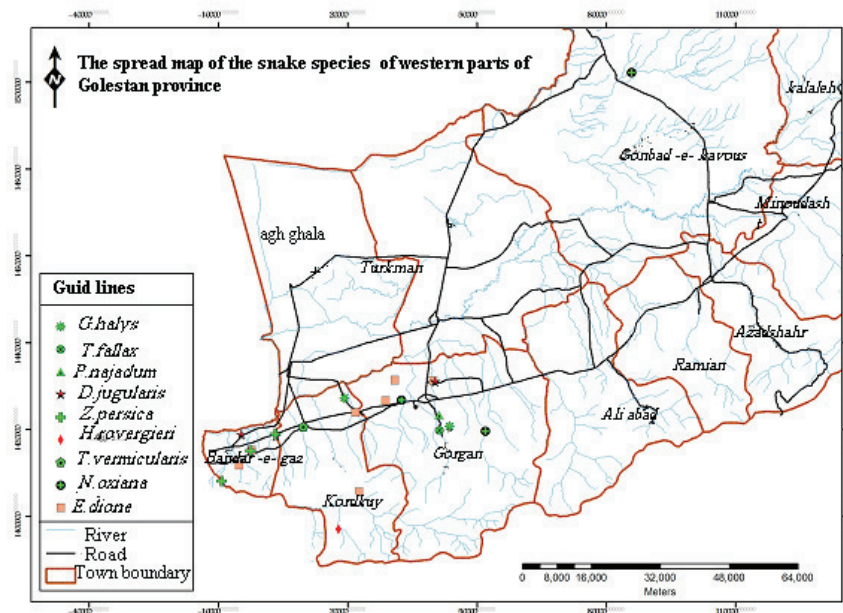 The spread map of the snake species of western parts of
Golestan province
N
kalaleh
Gonbad -e- kavous
Minoudash
agh ghala
Turkman
Azadshahr
Ramian
Ali abad
Gorgan
Bandar -e- gaz
Kordkuy
Guid lines
G.halys
T.fallax
P.najadum
D.jugularis
Z.persica
H.rovergieri
T.vermicularis
N.oxiana
E.dione
River
Road
Town boundary
0 8,000 16,000 32,000 48,000 64,000
Meters